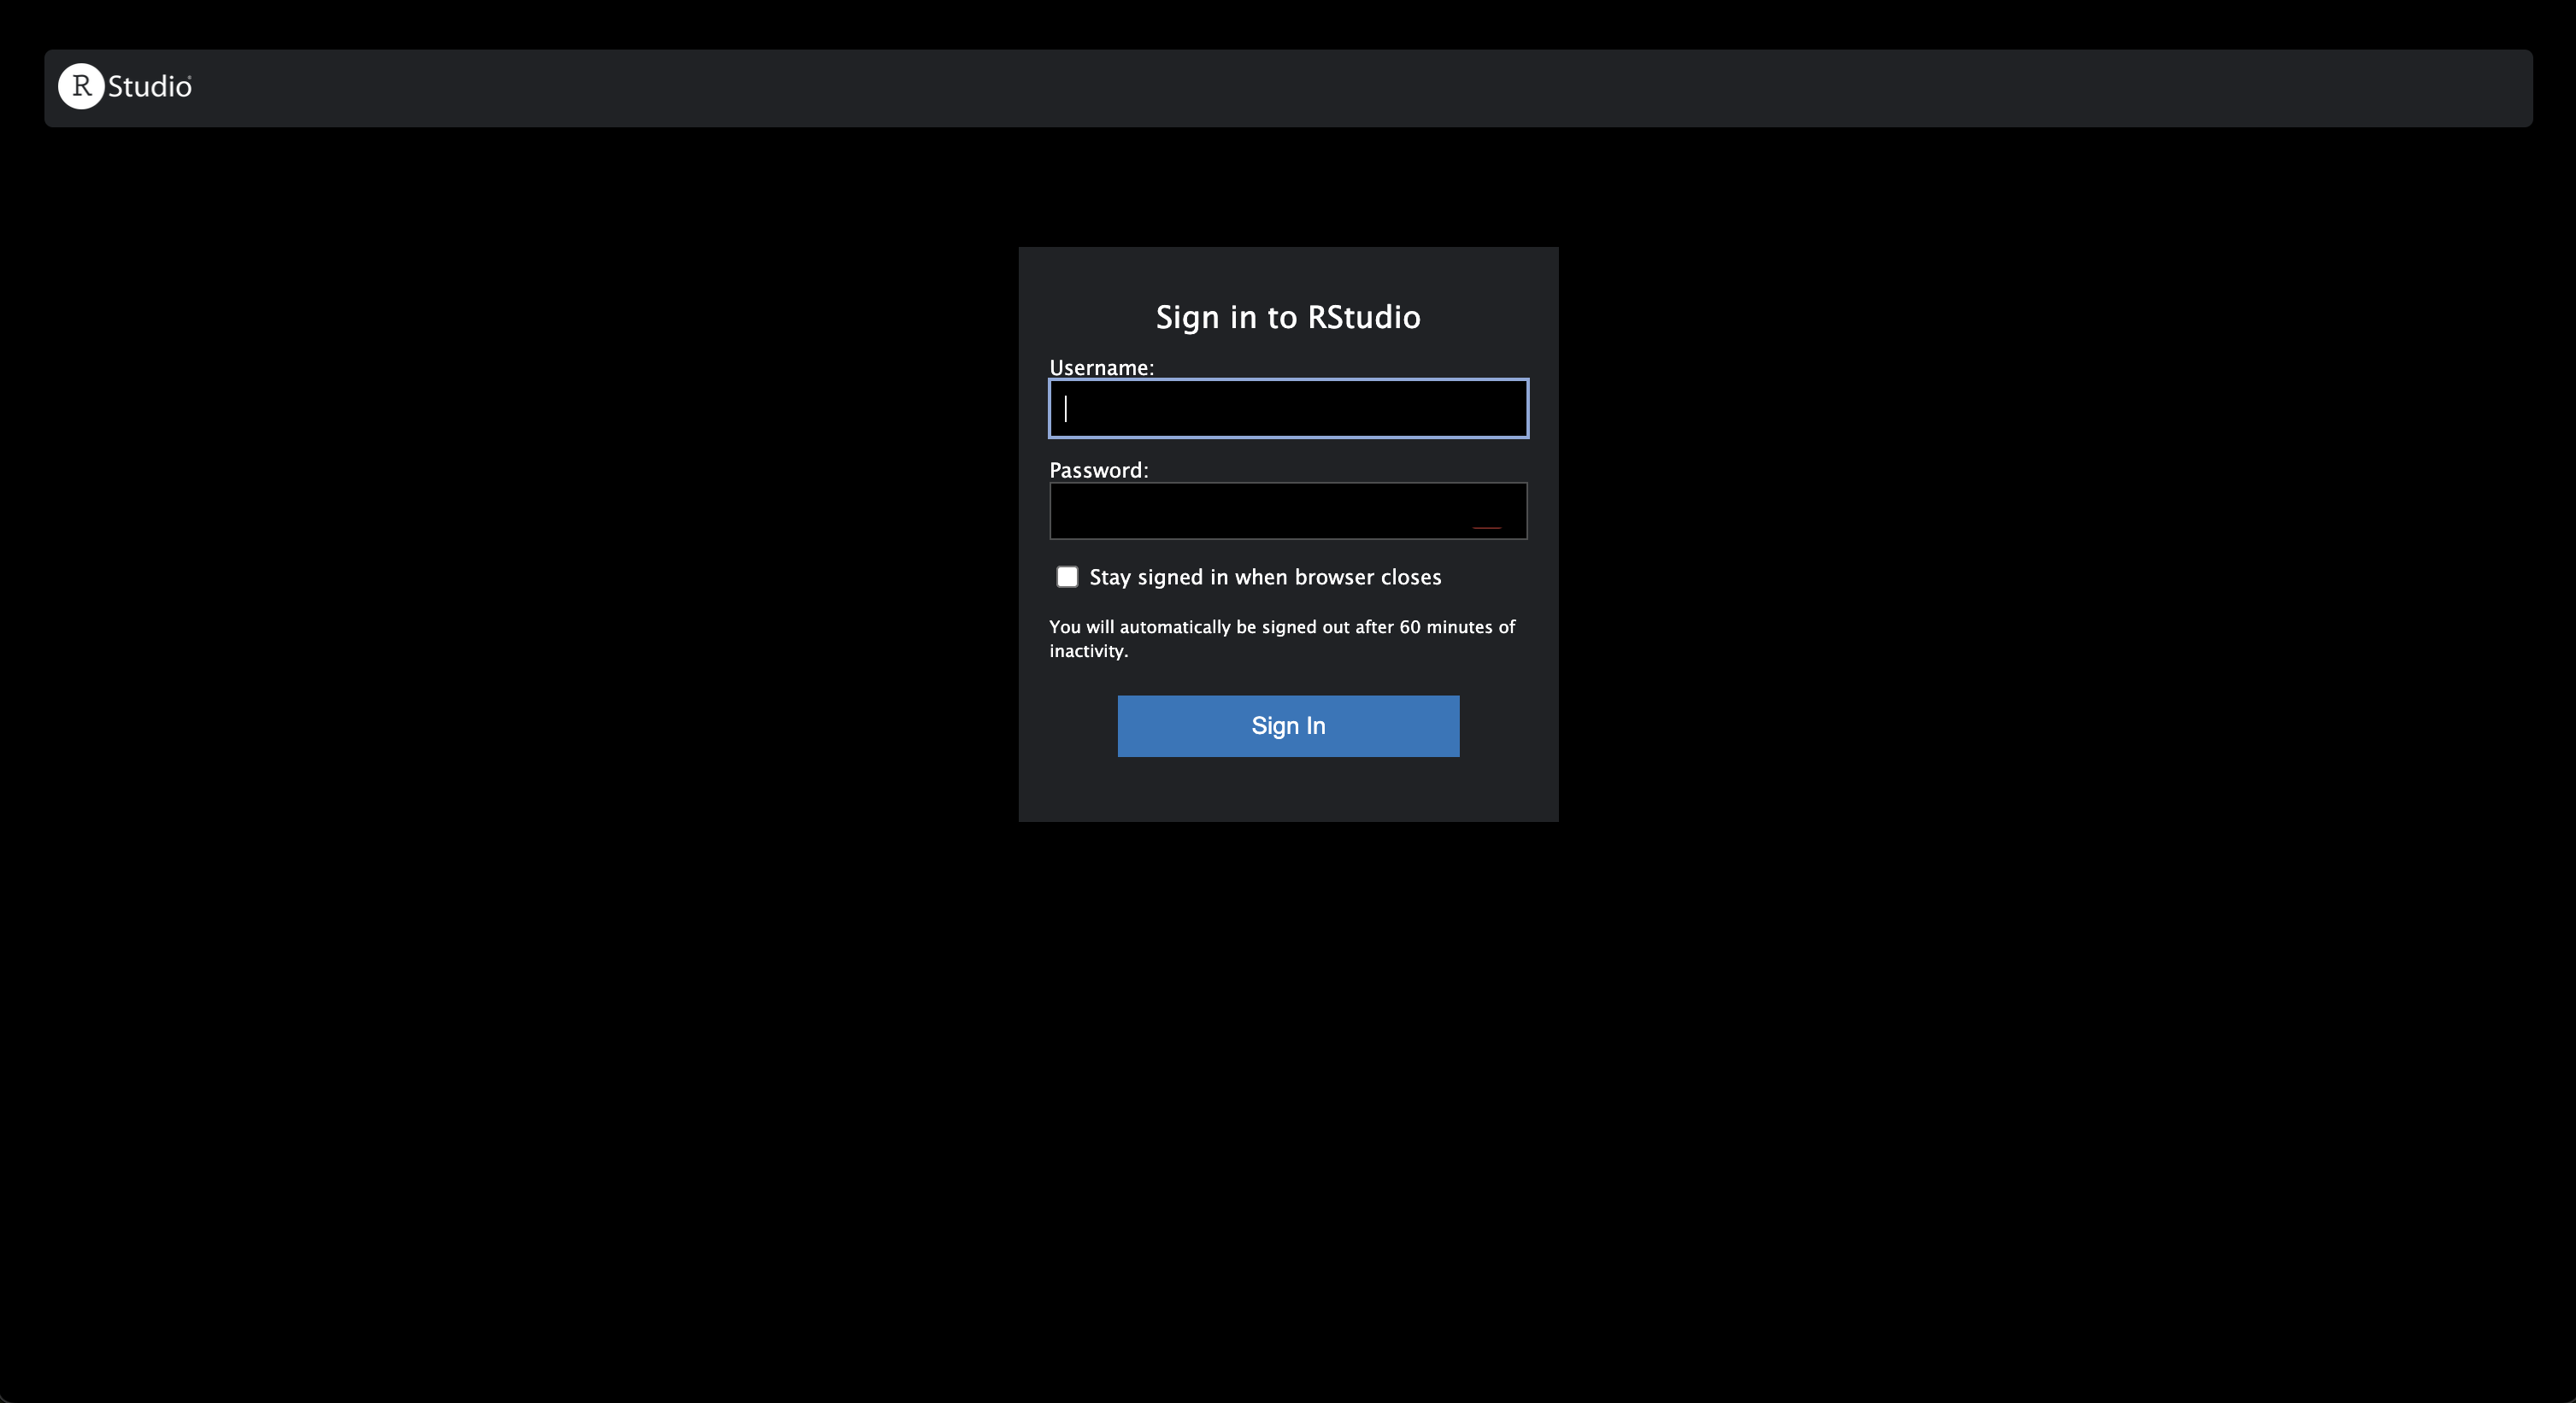 RStudio
Sign in to RStudio
Username:
Password:
Stay signed in when browser closes
You will automatically be signed out after 60 minutes of
inactivity.
Sign In